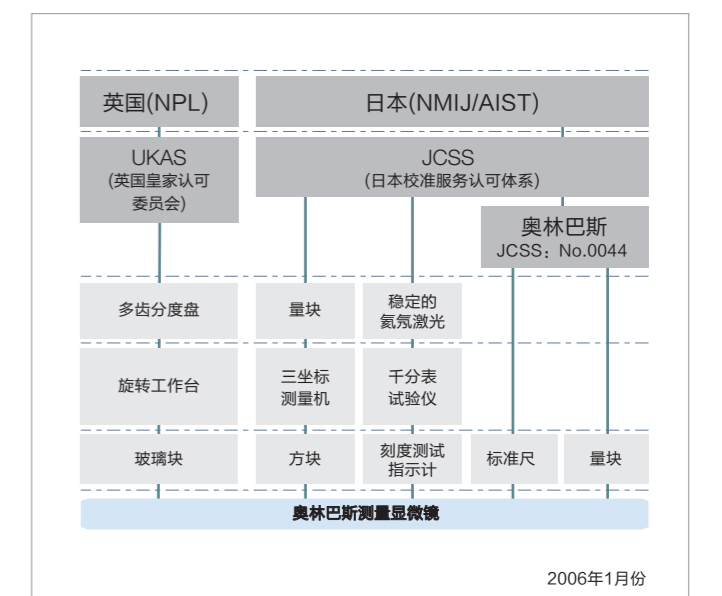 英国(NPL)
日本(NMIJ/AIST)
UKAS
(英国皇家认可
委员会)
JCSS
(日本校准服务认可体系)
奥林巴斯
JCSS：No.0044
多齿分度盘
量块
稳定的
氦氖激光
旋转工作台
三坐标
测量机
千分表
试验仪
玻璃块
方块
刻度测试
指示计
标准尺
量块
奥林巴斯测量显微镜
2006年1月份